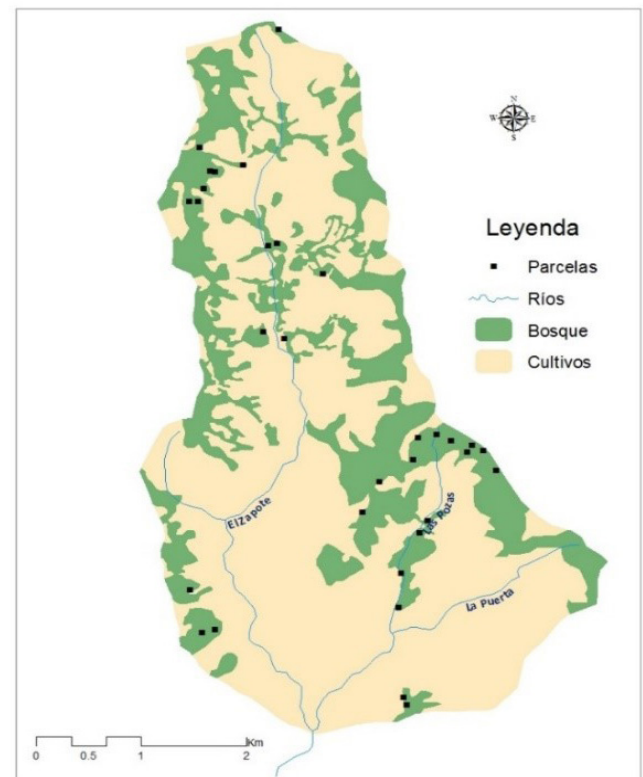 N
W E
S
Leyenda
Parcelas
Ríos
Bosque
Cultivos
ElZapote
Las Pozas
La Puerta
0 0.5 1 2 Km